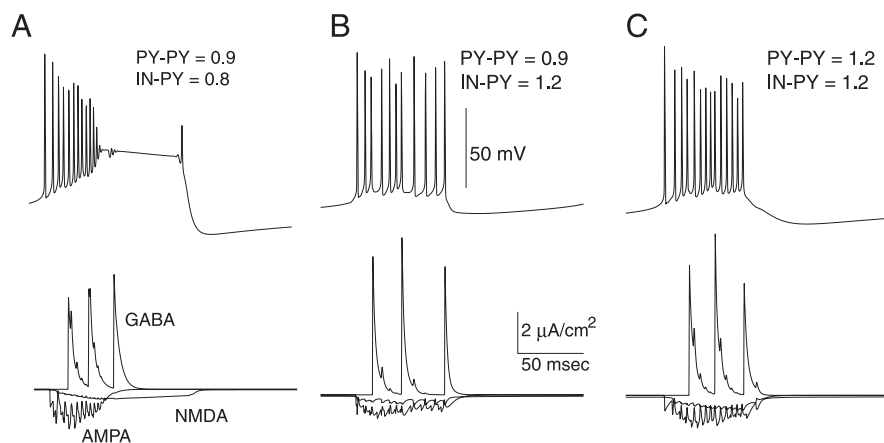 A
PY-PY = 0.9
IN-PY = 0.8
B
PY-PY = 0.9
IN-PY = 1.2
50 mV
C
PY-PY = 1.2
IN-PY = 1.2
GABA
AMPA
NMDA
2 μA/cm²
50 msec